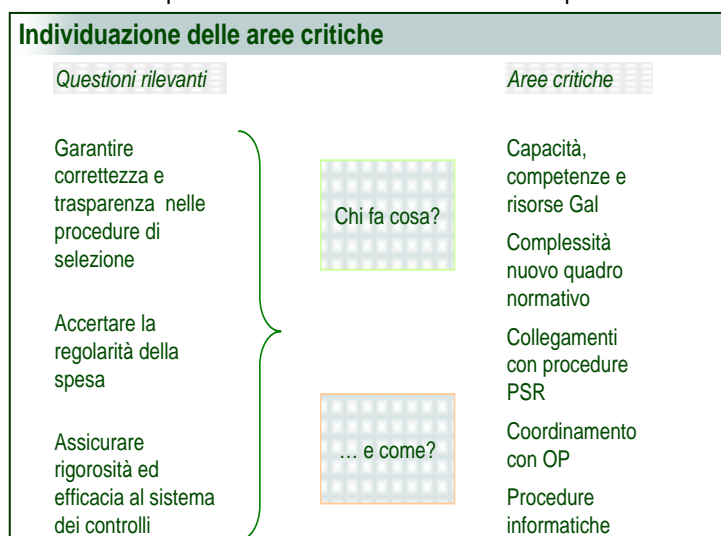 Individuazione delle aree critiche
Questioni rilevanti
Garantire
correttezza e
trasparenza nelle
procedure di
selezione
Accertare la
regolarità della
spesa
Assicurare
rigorosità ed
efficacia al sistema
dei controlli
Chi fa cosa?
… e come?
Aree critiche
Capacità,
competenze e
risorse Gal
Complessità
nuovo quadro
normativo
Collegamenti
con procedure
PSR
Coordinamento
con OP
Procedure
informatiche